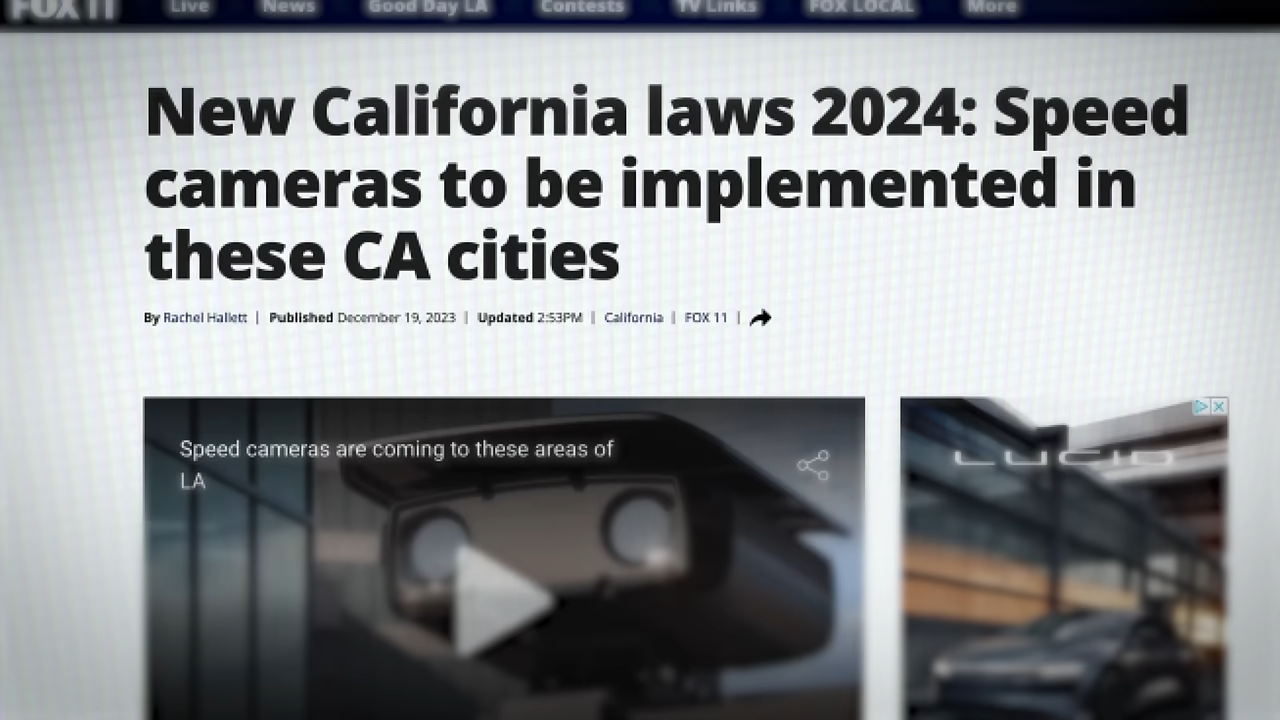 FOX 11 Live News Good Day LA Contests TV Links FOX LOCAL More
New California laws 2024: Speed
cameras to be implemented in
these CA cities
By Rachel Hallett | Published December 19, 2023 | Updated 2:53PM | California | FOX 11 |
Speed cameras are coming to these areas of
LA
LUCID